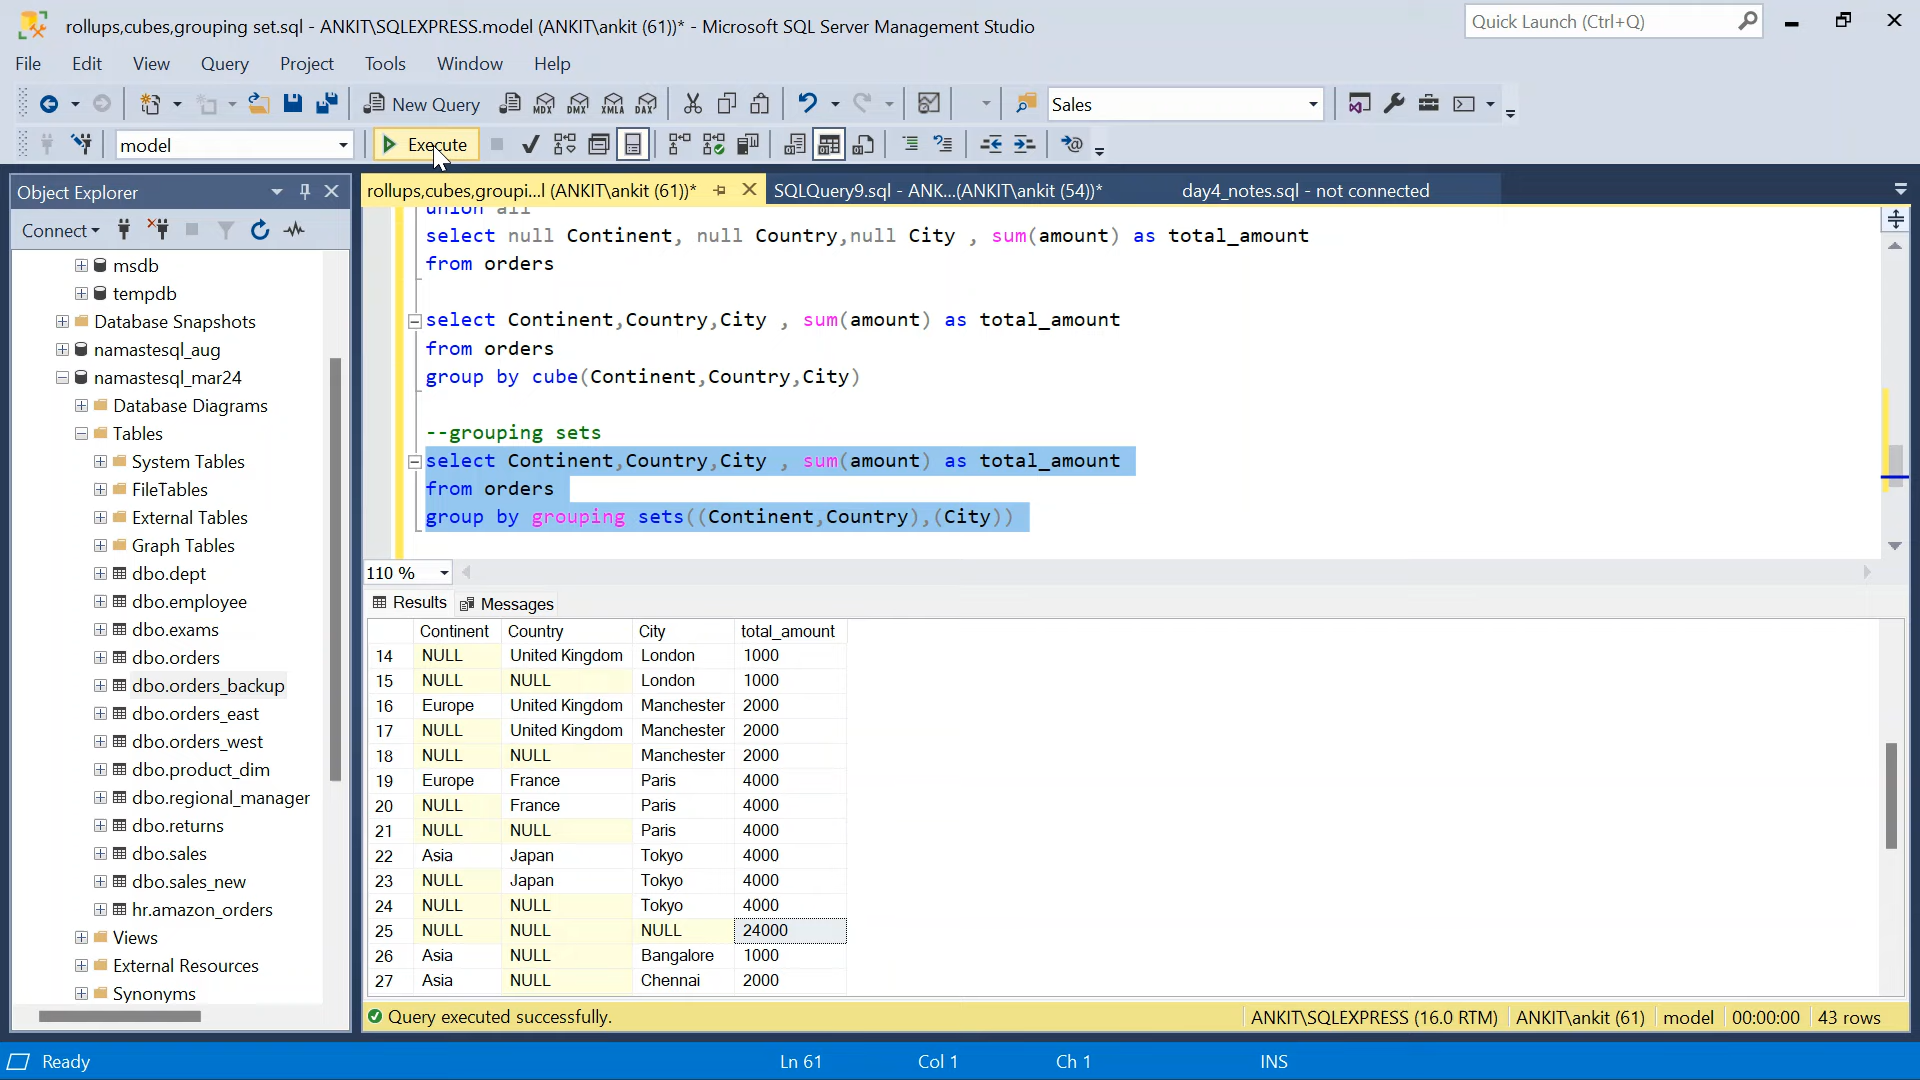 rollups,cubes,grouping set.sql - ANKIT\SQLEXPRESS.model (ANKIT\ankit (61))* - Microsoft SQL Server Management Studio
Quick Launch (Ctrl+Q)
File Edit View Query Project Tools Window Help
New Query MDX DMX XMLA DAX Sales
model Execute
Object Explorer
rollups,cubes,groupi...l (ANKIT\ankit (61))* SQLQuery9.sql - ANK...(ANKIT\ankit (54))* day4_notes.sql - not connected
Connect
msdb
tempdb
Database Snapshots
namastesql_aug
namastesql_mar24
Database Diagrams
Tables
System Tables
FileTables
External Tables
Graph Tables
dbo.dept
dbo.employee
dbo.exams
dbo.orders
dbo.orders_backup
dbo.orders_east
dbo.orders_west
dbo.product_dim
dbo.regional_manager
dbo.returns
dbo.sales
dbo.sales_new
hr.amazon_orders
Views
External Resources
Synonyms
union all
select null Continent, null Country,null City , sum(amount) as total_amount
from orders
select Continent,Country,City , sum(amount) as total_amount
from orders
group by cube(Continent,Country,City)
--grouping sets
select Continent,Country,City , sum(amount) as total_amount
from orders
group by grouping sets((Continent,Country),(City))
110 %
Results Messages
Continent Country City total_amount
14 NULL United Kingdom London 1000
15 NULL NULL London 1000
16 Europe United Kingdom Manchester 2000
17 NULL United Kingdom Manchester 2000
18 NULL NULL Manchester 2000
19 Europe France Paris 4000
20 NULL France Paris 4000
21 NULL NULL Paris 4000
22 Asia Japan Tokyo 4000
23 NULL Japan Tokyo 4000
24 NULL NULL Tokyo 4000
25 NULL NULL NULL 24000
26 Asia NULL Bangalore 1000
27 Asia NULL Chennai 2000
Query executed successfully. ANKIT\SQLEXPRESS (16.0 RTM) ANKIT\ankit (61) model 00:00:00 43 rows
Ready Ln 61 Col 1 Ch 1 INS